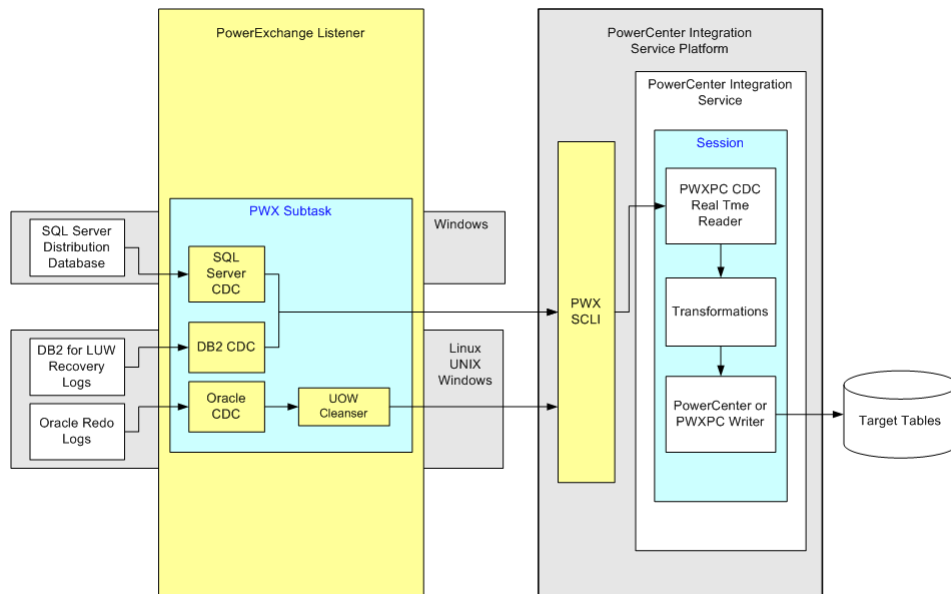 PowerExchange Listener
PowerCenter Integration
Service Platform
PowerCenter Integration
Service
Session
PWX Subtask
SQL Server
Distribution
Database
SQL
Server
CDC
Windows
DB2 for LUW
Recovery
Logs
DB2 CDC
Linux
UNIX
Windows
Oracle Redo
Logs
Oracle
CDC
UOW
Cleanser
PWX
SCLI
PWXPC CDC
Real Tme
Reader
Transformations
PowerCenter or
PWXPC Writer
Target Tables